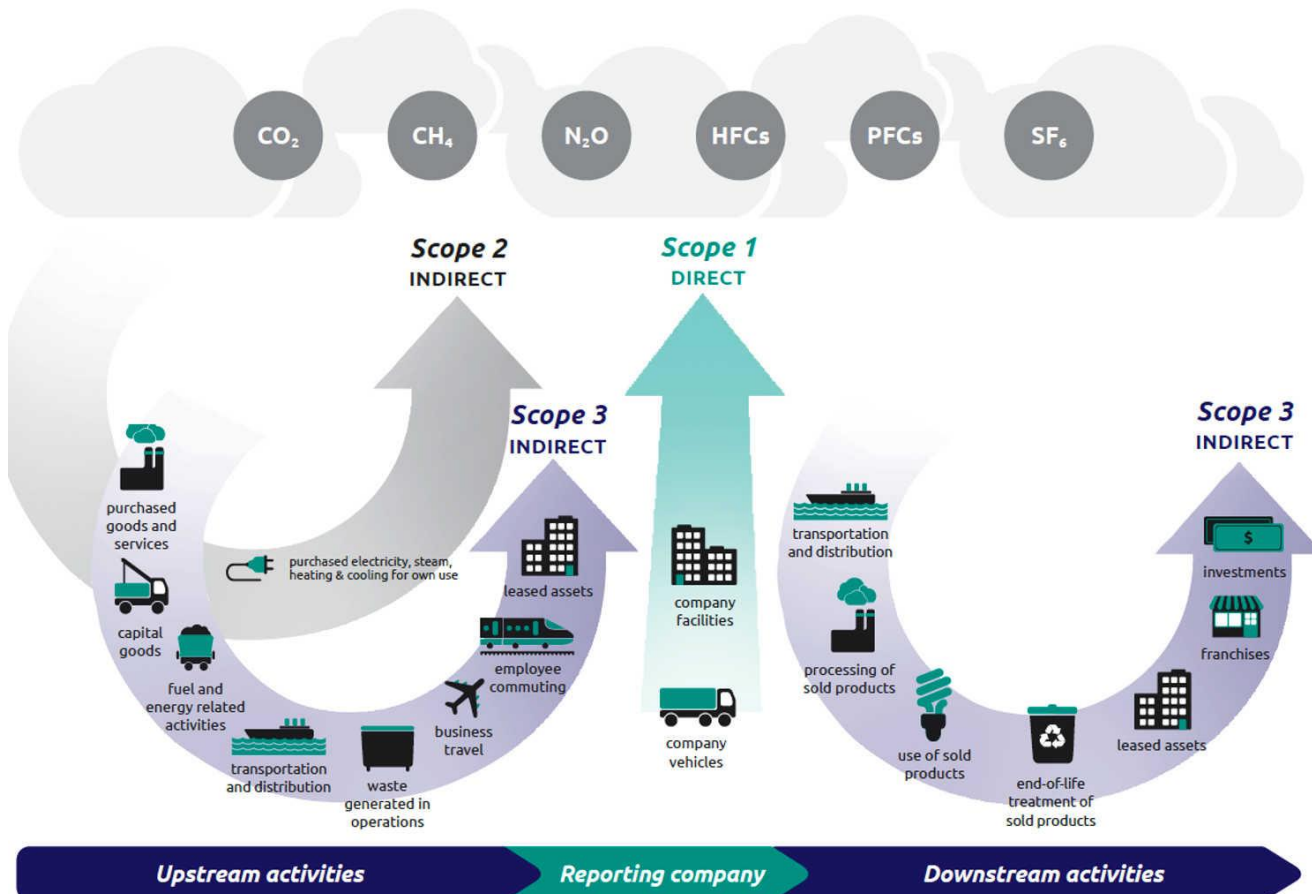 CO₂
CH₄
N₂O
HFCs
PFCs
SF₆
Scope 2
INDIRECT
Scope 1
DIRECT
Scope 3
INDIRECT
Scope 3
INDIRECT
purchased
goods and
services
capital
goods
fuel and
energy related
activities
purchased electricity, steam,
heating & cooling for own use
transportation
and distribution
waste
generated in
operations
business
travel
employee
commuting
leased assets
company
facilities
company
vehicles
transportation
and distribution
processing of
sold products
use of sold
products
end-of-life
treatment of
sold products
leased assets
franchises
$
investments
Upstream activities
Reporting company
Downstream activities